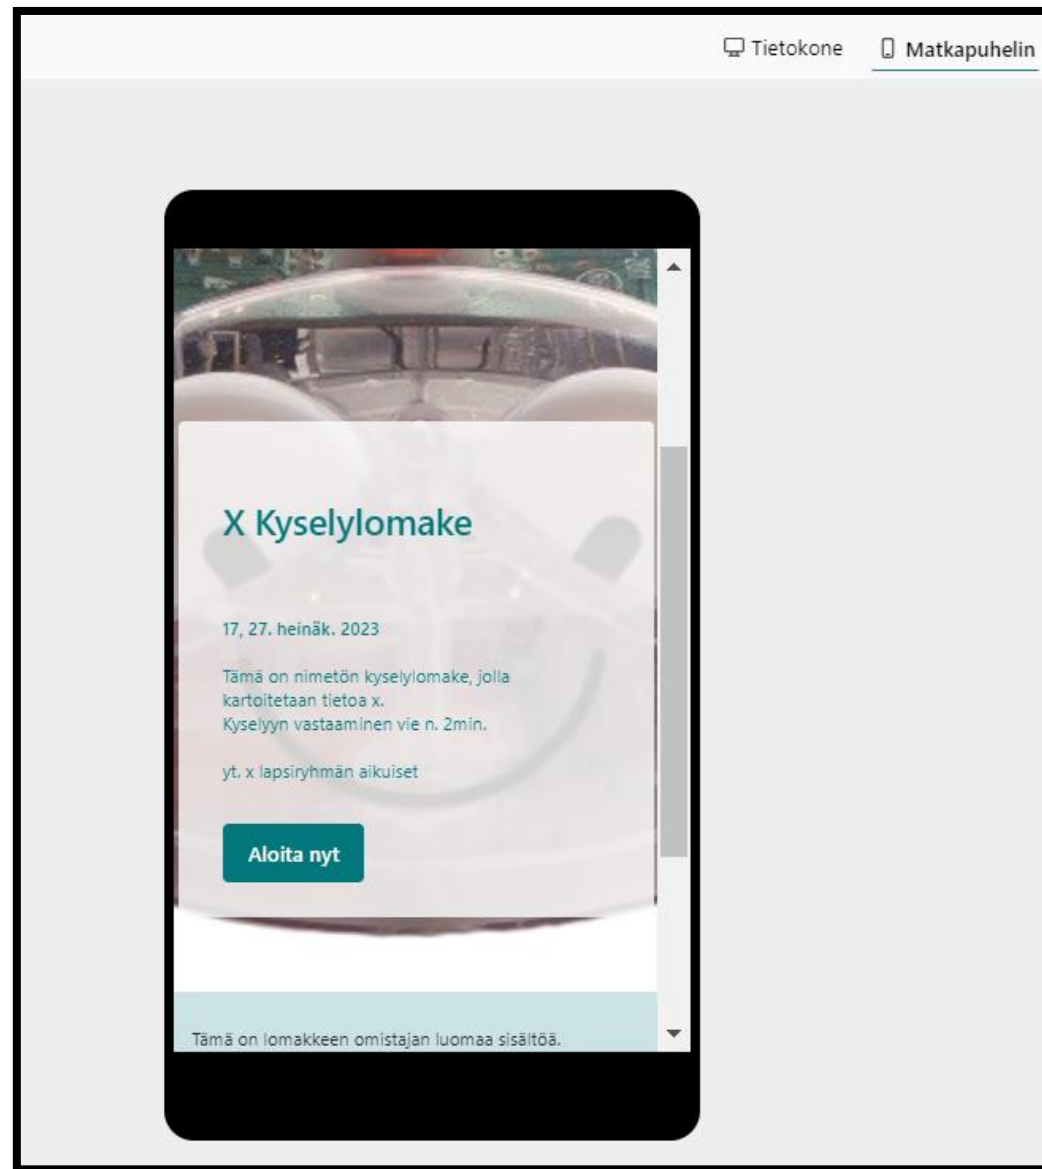 Tietokone
Matkapuhelin
X Kyselylomake
17, 27. heinäk. 2023
Tämä on nimetön kyselylomake, jolla
kartoitetaan tietoa x.
Kyselyyn vastaaminen vie n. 2min.
yt. x lapsiryhmän aikuiset
Aloita nyt
Tämä on lomakkeen omistajan luomaa sisältöä.